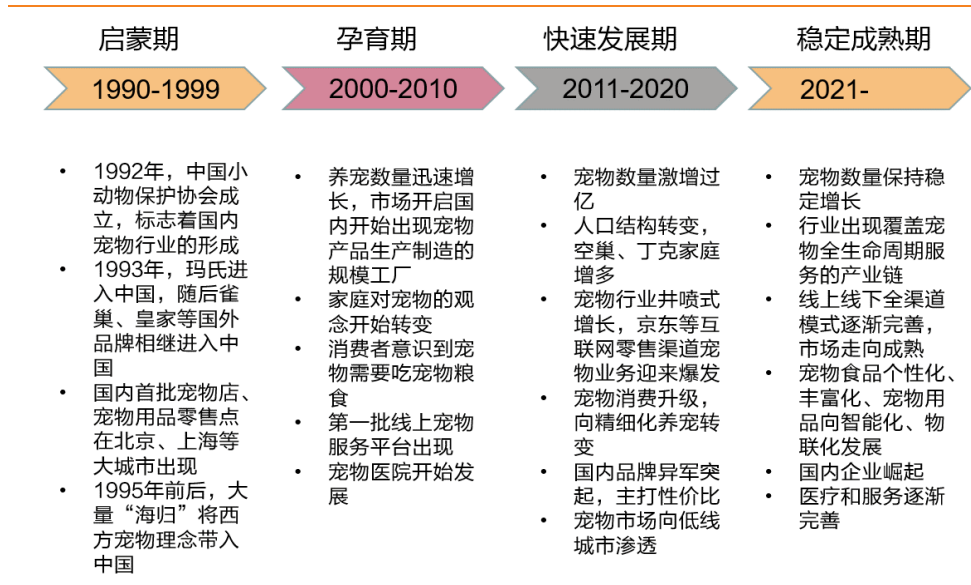 启蒙期
1990-1999
• 1992年，中国小
动物保护协会成
立，标志着国内
宠物行业的形成
• 1993年，玛氏进
入中国，随后雀
巢、皇家等国外
品牌相继进入中
国
• 国内首批宠物店、
宠物用品零售点
在北京、上海等
大城市出现
• 1995年前后，大
量“海归”将西
方宠物理念带入
中国
孕育期
2000-2010
• 养宠数量迅速增
长，市场开启国
内开始出现宠物
产品生产制造的
规模工厂
• 家庭对宠物的观
念开始转变
• 消费者意识到宠
物需要吃宠物粮
食
• 第一批线上宠物
服务平台出现
• 宠物医院开始发
展
快速发展期
2011-2020
• 宠物数量激增过
亿
• 人口结构转变，
空巢、丁克家庭
增多
• 宠物行业井喷式
增长，京东等互
联网零售渠道宠
物业务迎来爆发
• 宠物消费升级，
向精细化养宠转
变
• 国内品牌异军突
起，主打性价比
• 宠物市场向低线
城市渗透
稳定成熟期
2021-
• 宠物数量保持稳
定增长
• 行业出现覆盖宠
物全生命周期服
务的产业链
• 线上线下全渠道
模式逐渐完善，
市场走向成熟
• 宠物食品个性化、
丰富化、宠物用
品向智能化、物
联化发展
• 国内企业崛起
• 医疗和服务逐渐
完善